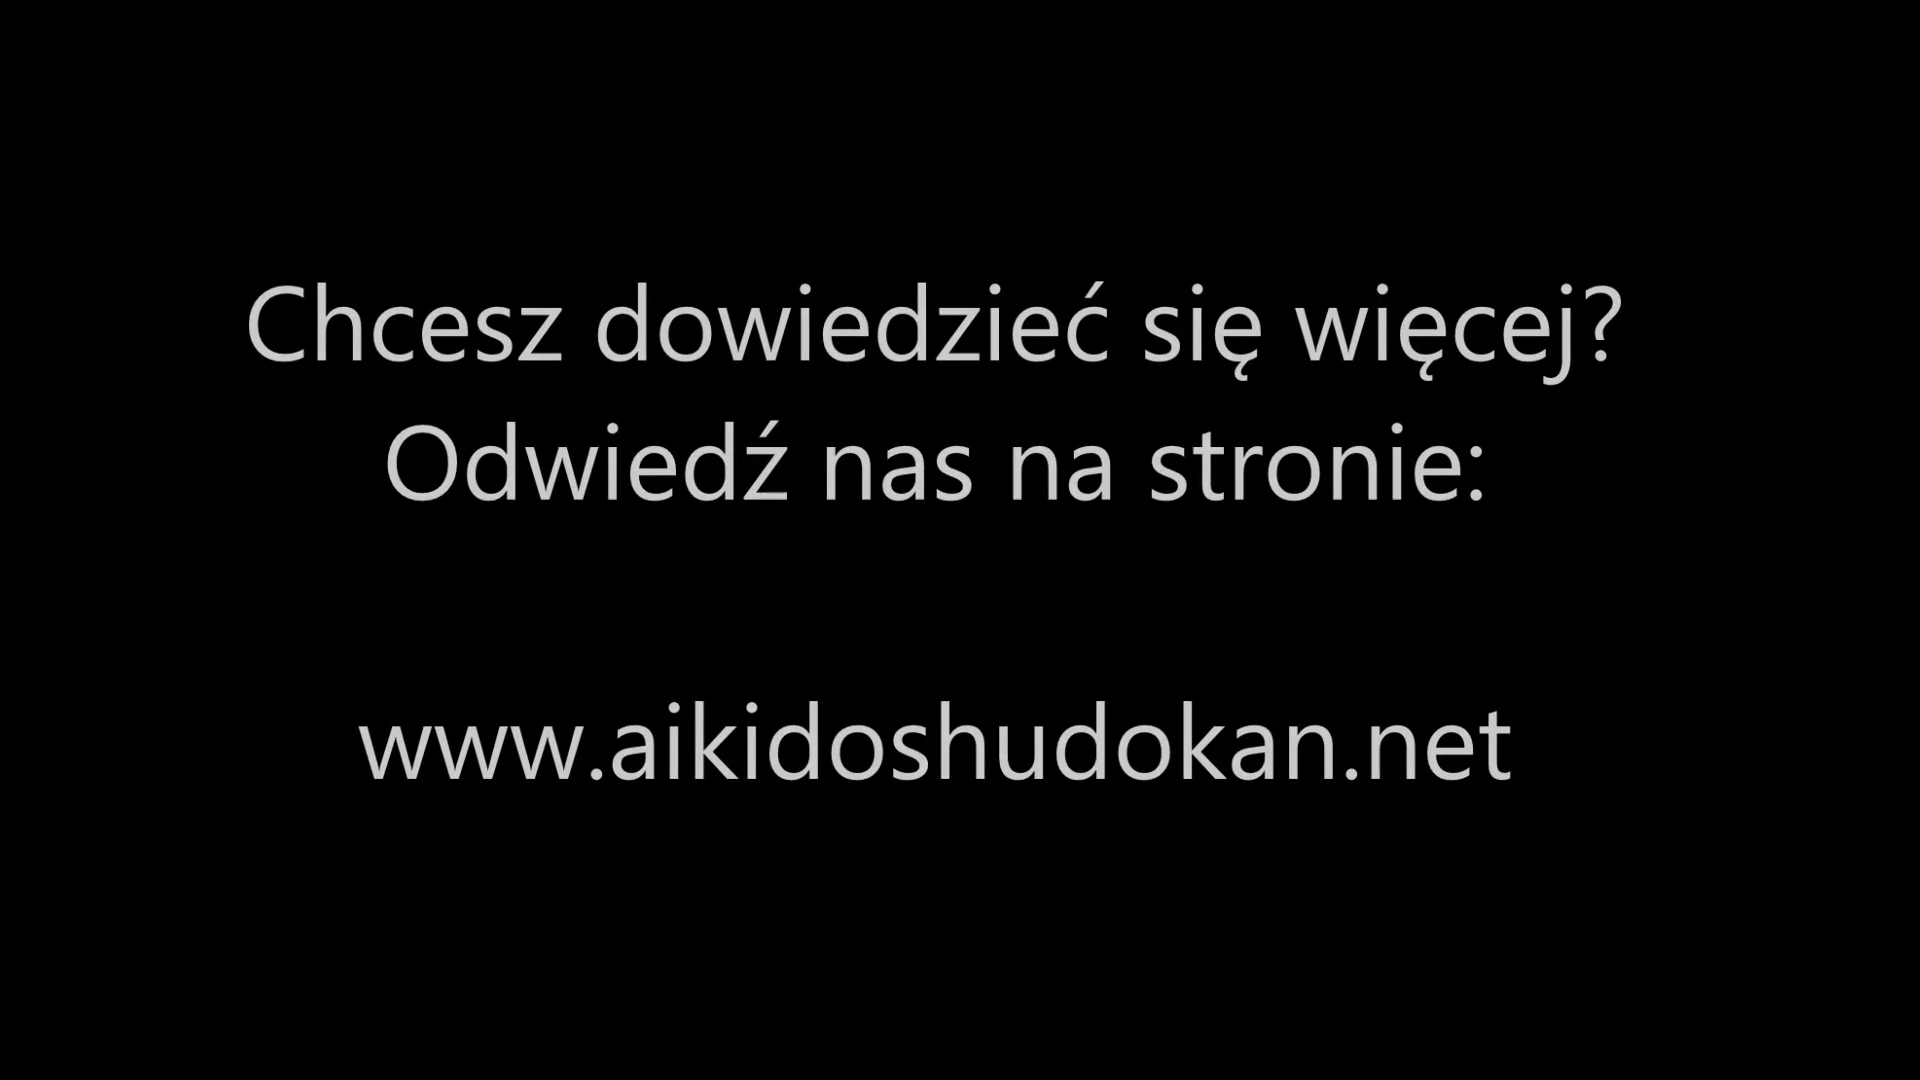 Chcesz dowiedzieć się więcej?
Odwiedź nas na stronie:
www.aikidoshudokan.net